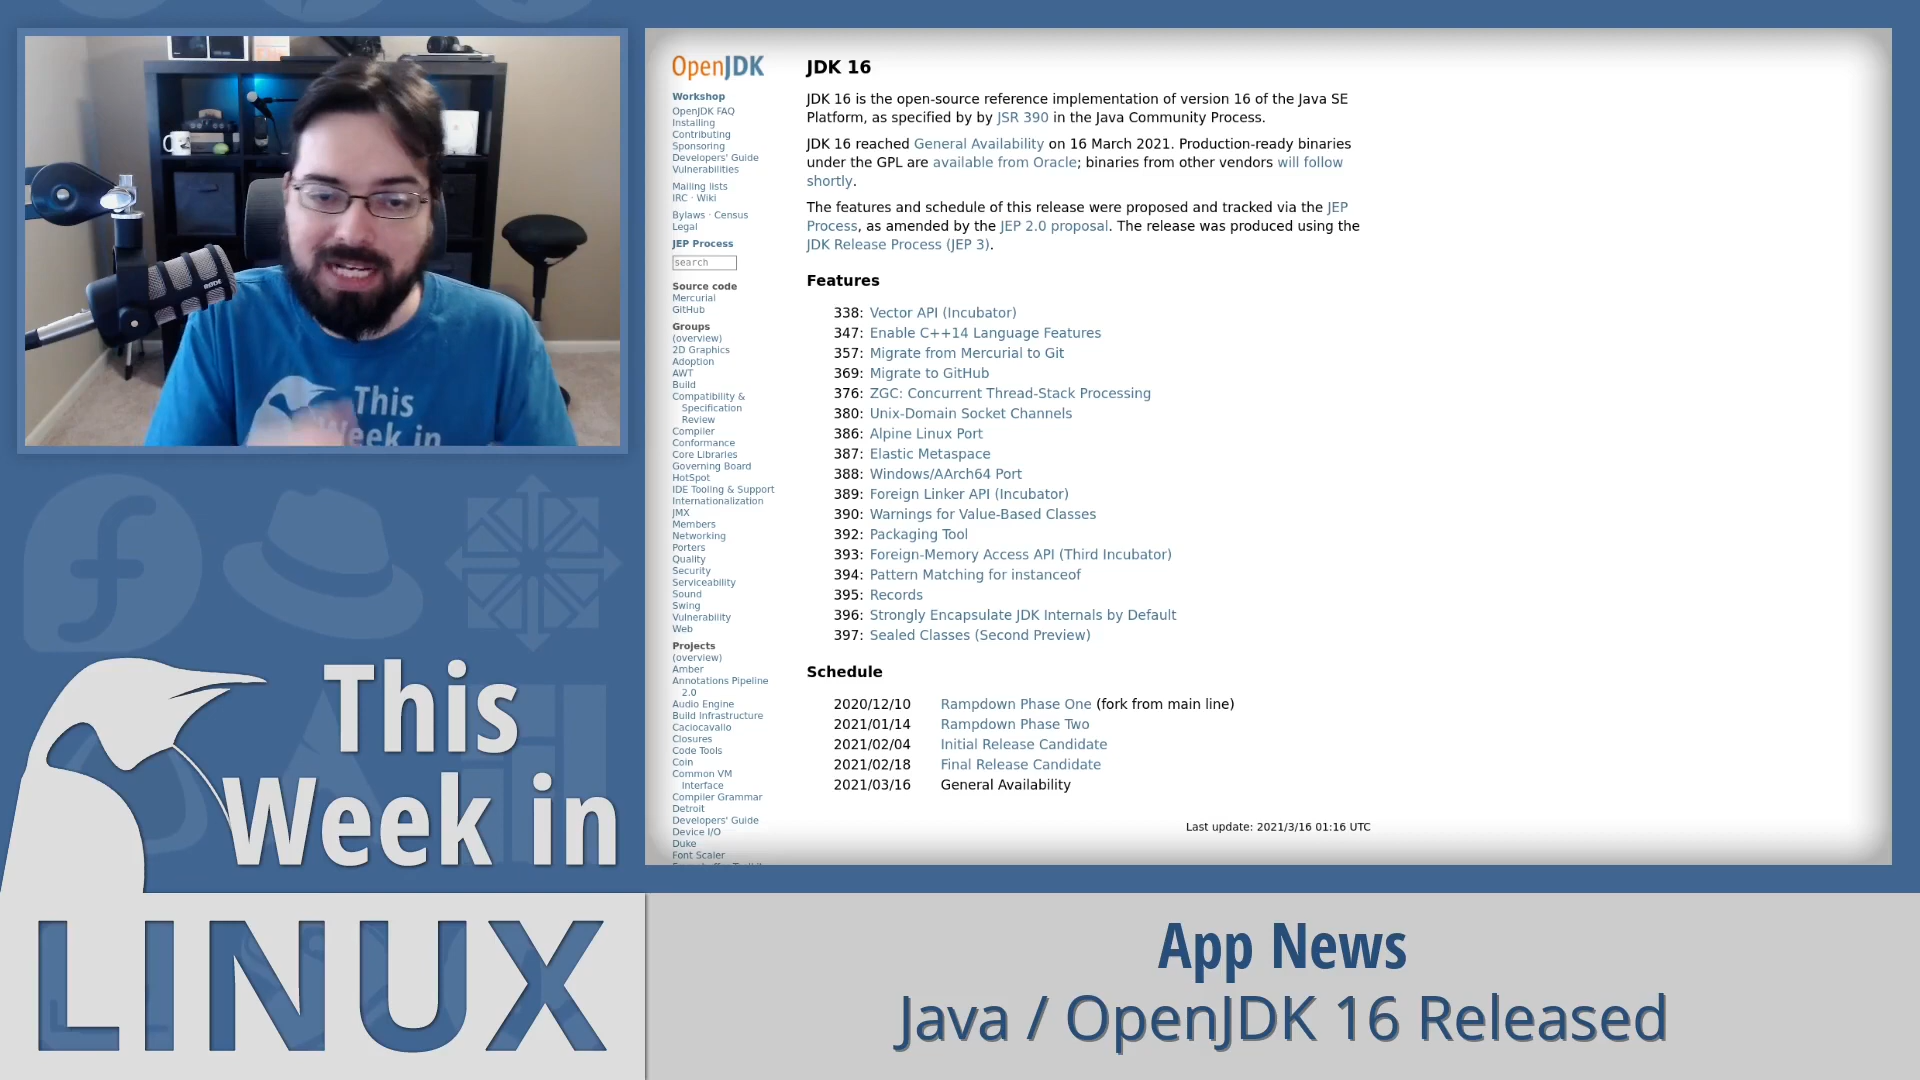 RØDE
This
Week in
This
Week in
LINUX
OpenJDK
Workshop
OpenJDK FAQ
Installing
Contributing
Sponsoring
Developers' Guide
Vulnerabilities
Mailing lists
IRC · Wiki
Bylaws · Census
Legal
JEP Process
search
Source code
Mercurial
GitHub
Groups
(overview)
2D Graphics
Adoption
AWT
Build
Compatibility &
Specification
Review
Compiler
Conformance
Core Libraries
Governing Board
HotSpot
IDE Tooling & Support
Internationalization
JMX
Members
Networking
Porters
Quality
Security
Serviceability
Sound
Swing
Vulnerability
Web
Projects
(overview)
Amber
Annotations Pipeline
2.0
Audio Engine
Build Infrastructure
Caciocavallo
Closures
Code Tools
Coin
Common VM
Interface
Compiler Grammar
Detroit
Developers' Guide
Device I/O
Duke
Font Scaler
JDK 16
JDK 16 is the open-source reference implementation of version 16 of the Java SE
Platform, as specified by by JSR 390 in the Java Community Process.
JDK 16 reached General Availability on 16 March 2021. Production-ready binaries
under the GPL are available from Oracle; binaries from other vendors will follow
shortly.
The features and schedule of this release were proposed and tracked via the JEP
Process, as amended by the JEP 2.0 proposal. The release was produced using the
JDK Release Process (JEP 3).
Features
338: Vector API (Incubator)
347: Enable C++14 Language Features
357: Migrate from Mercurial to Git
369: Migrate to GitHub
376: ZGC: Concurrent Thread-Stack Processing
380: Unix-Domain Socket Channels
386: Alpine Linux Port
387: Elastic Metaspace
388: Windows/AArch64 Port
389: Foreign Linker API (Incubator)
390: Warnings for Value-Based Classes
392: Packaging Tool
393: Foreign-Memory Access API (Third Incubator)
394: Pattern Matching for instanceof
395: Records
396: Strongly Encapsulate JDK Internals by Default
397: Sealed Classes (Second Preview)
Schedule
2020/12/10 Rampdown Phase One (fork from main line)
2021/01/14 Rampdown Phase Two
2021/02/04 Initial Release Candidate
2021/02/18 Final Release Candidate
2021/03/16 General Availability
Last update: 2021/3/16 01:16 UTC
App News
Java / OpenJDK 16 Released